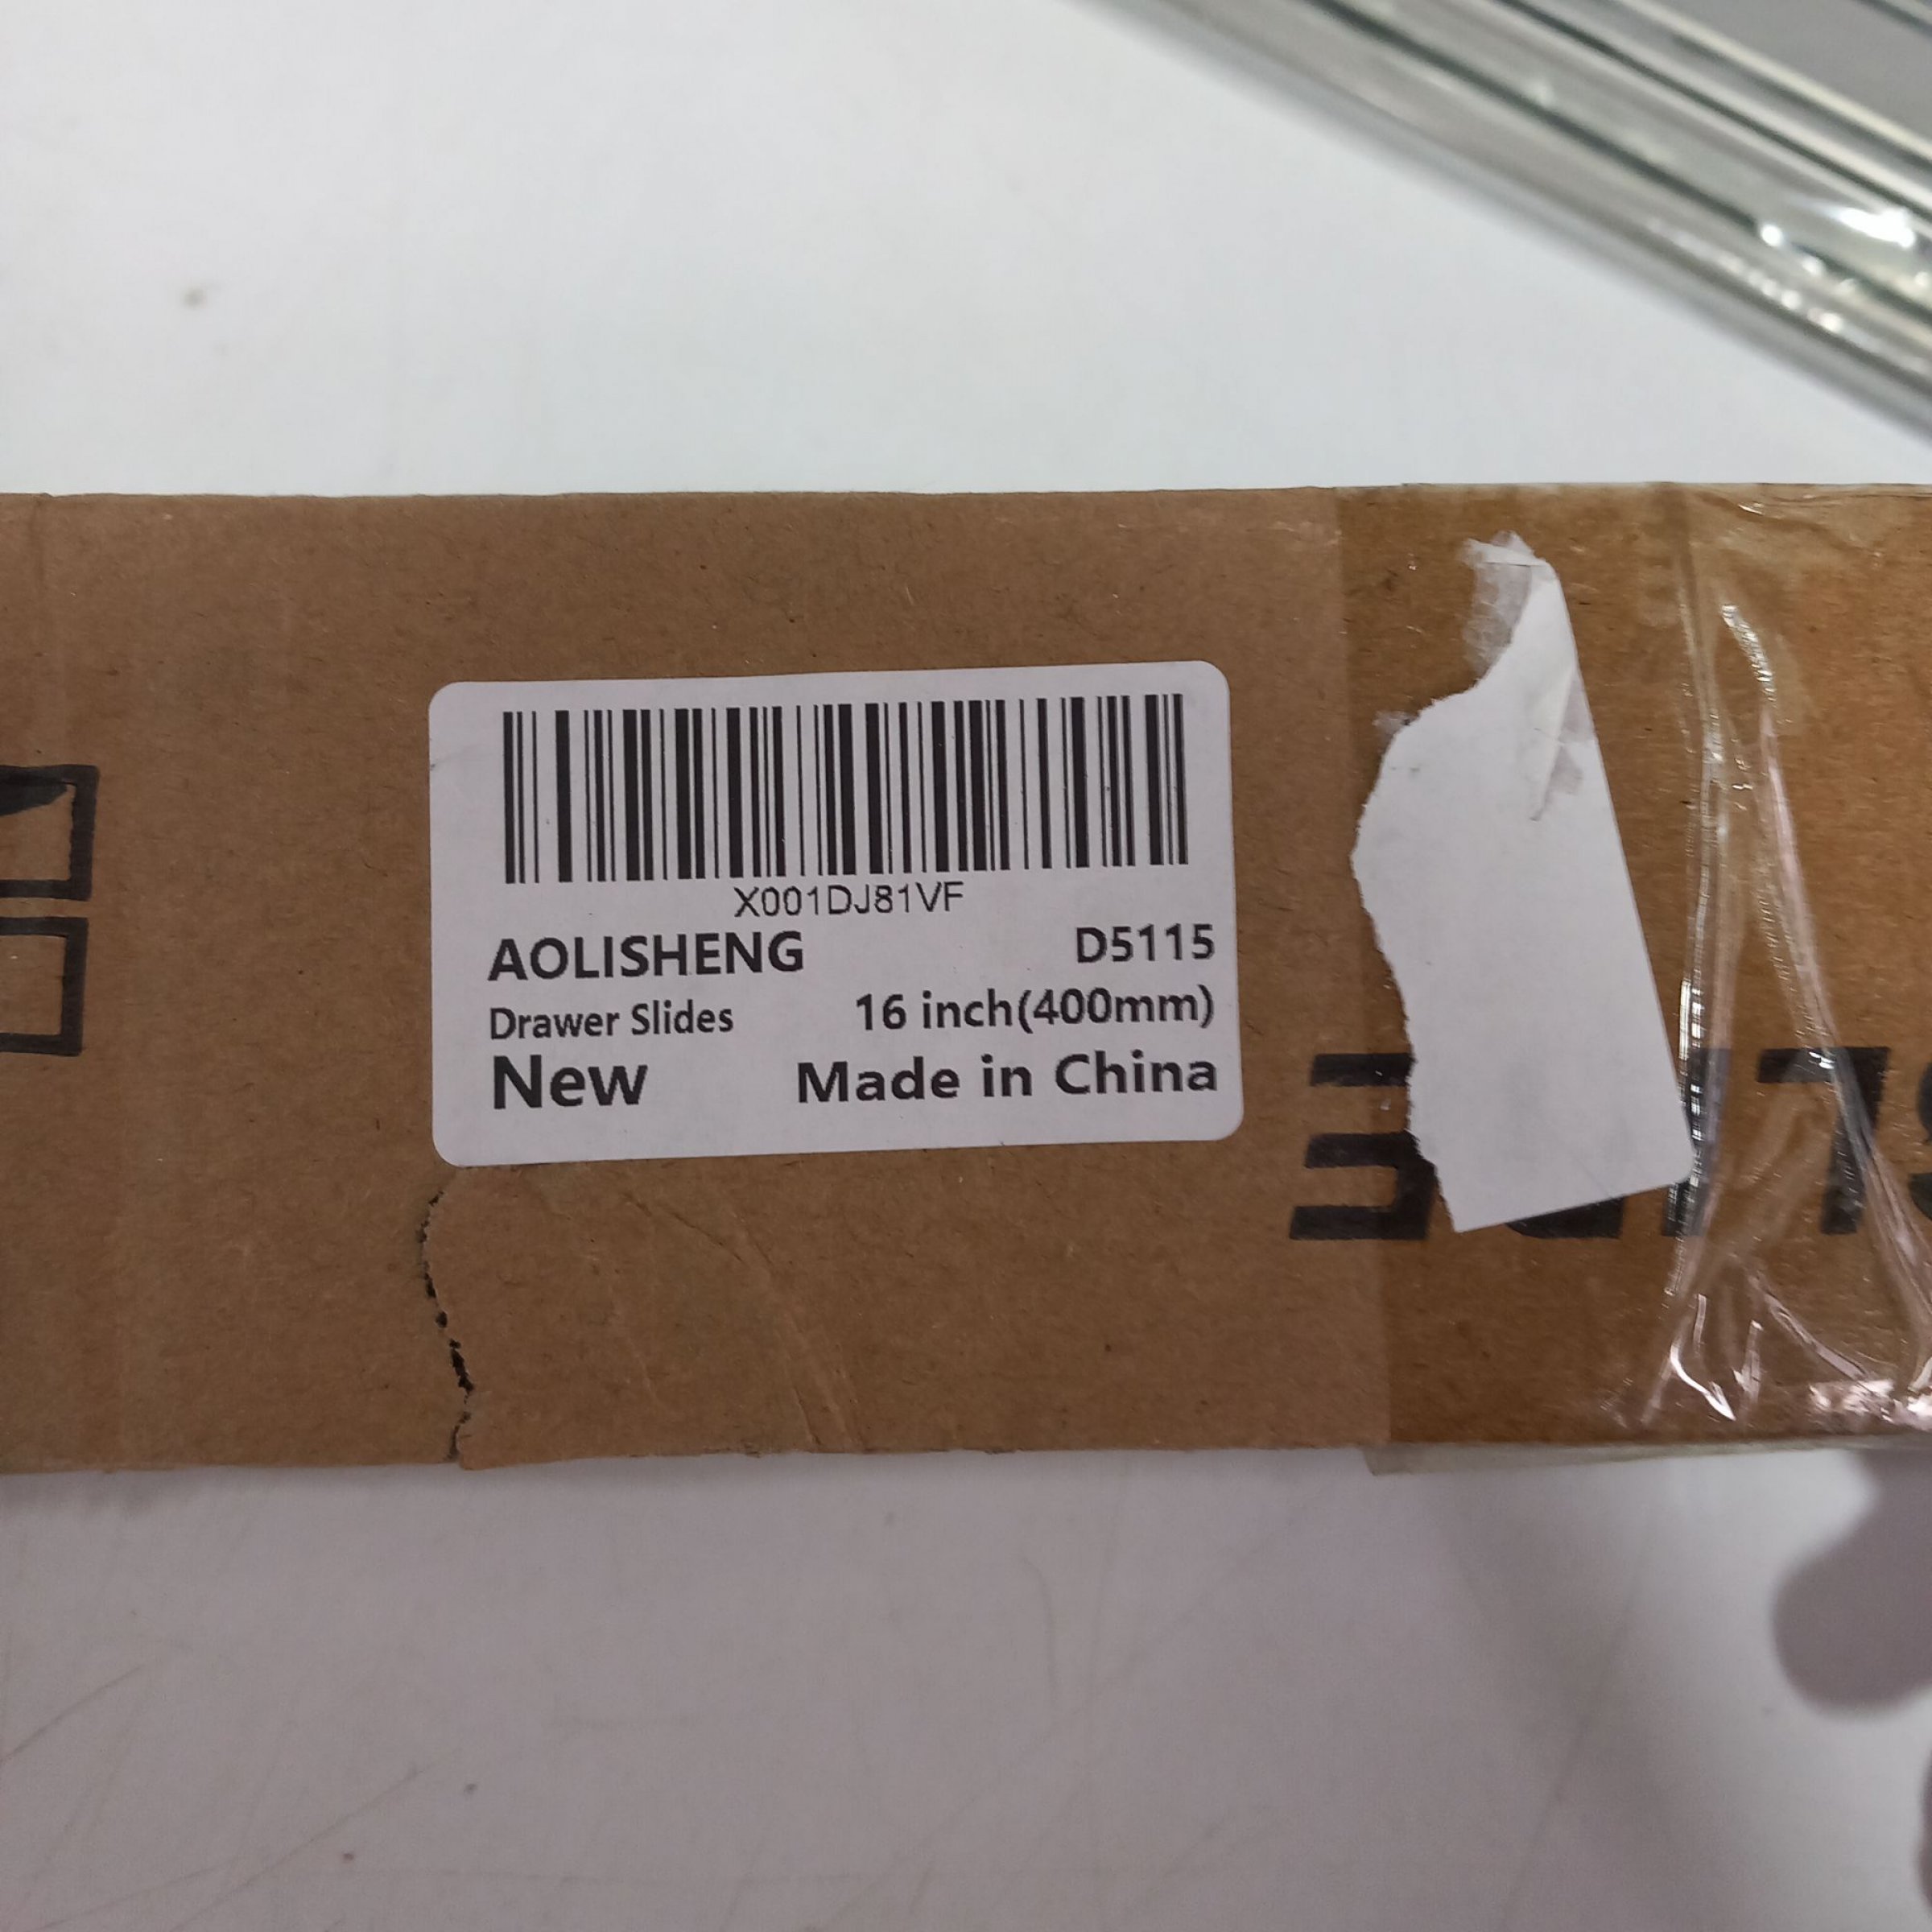 X001DJ81VF
AOLISHENG D5115
Drawer Slides 16 inch(400mm)
New Made in China